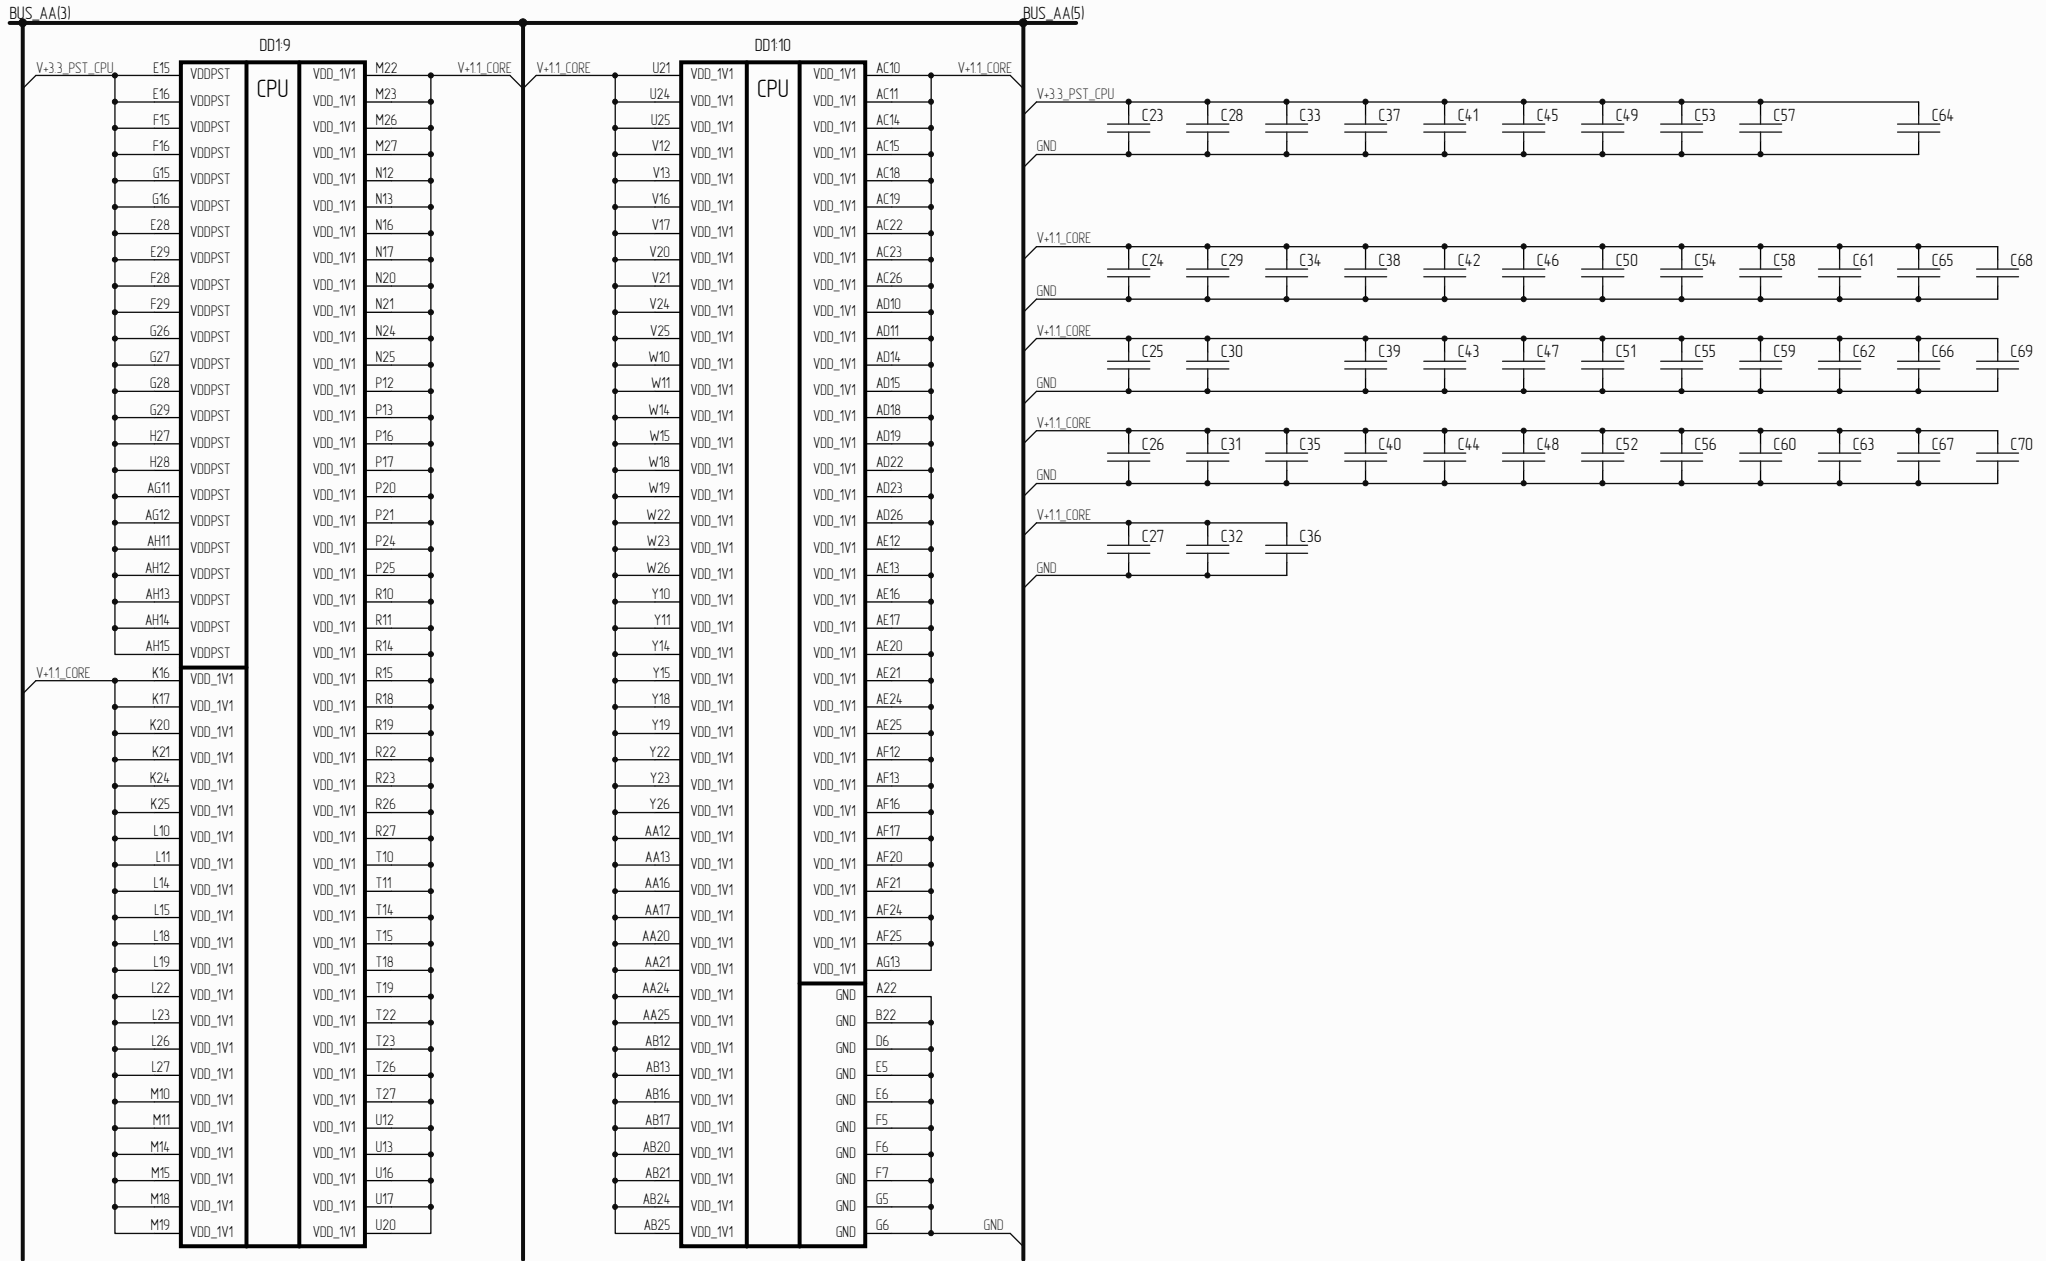 BUS_AA(3) BUS_AA(5)
DD1:9 DD1:10
V+3.3_PST_CPU E15 VDDPST CPU VDD_1V1 M22 V+1.1_CORE V+1.1_CORE U21 VDD_1V1 CPU VDD_1V1 AC10 V+1.1_CORE
E16 VDDPST VDD_1V1 M23 U24 VDD_1V1 VDD_1V1 AC11
F15 VDDPST VDD_1V1 M26 U25 VDD_1V1 VDD_1V1 AC14
F16 VDDPST VDD_1V1 M27 V12 VDD_1V1 VDD_1V1 AC15
G15 VDDPST VDD_1V1 N12 V13 VDD_1V1 VDD_1V1 AC18
G16 VDDPST VDD_1V1 N13 V16 VDD_1V1 VDD_1V1 AC19
E28 VDDPST VDD_1V1 N16 V17 VDD_1V1 VDD_1V1 AC22
E29 VDDPST VDD_1V1 N17 V20 VDD_1V1 VDD_1V1 AC23
F28 VDDPST VDD_1V1 N20 V21 VDD_1V1 VDD_1V1 AC26
F29 VDDPST VDD_1V1 N21 V24 VDD_1V1 VDD_1V1 AD10
G26 VDDPST VDD_1V1 N24 V25 VDD_1V1 VDD_1V1 AD11
G27 VDDPST VDD_1V1 N25 W10 VDD_1V1 VDD_1V1 AD14
G28 VDDPST VDD_1V1 P12 W11 VDD_1V1 VDD_1V1 AD15
G29 VDDPST VDD_1V1 P13 W14 VDD_1V1 VDD_1V1 AD18
H27 VDDPST VDD_1V1 P16 W15 VDD_1V1 VDD_1V1 AD19
H28 VDDPST VDD_1V1 P17 W18 VDD_1V1 VDD_1V1 AD22
AG11 VDDPST VDD_1V1 P20 W19 VDD_1V1 VDD_1V1 AD23
AG12 VDDPST VDD_1V1 P21 W22 VDD_1V1 VDD_1V1 AD26
AH11 VDDPST VDD_1V1 P24 W23 VDD_1V1 VDD_1V1 AE12
AH12 VDDPST VDD_1V1 P25 W26 VDD_1V1 VDD_1V1 AE13
AH13 VDDPST VDD_1V1 R10 Y10 VDD_1V1 VDD_1V1 AE16
AH14 VDDPST VDD_1V1 R11 Y11 VDD_1V1 VDD_1V1 AE17
AH15 VDDPST VDD_1V1 R14 Y14 VDD_1V1 VDD_1V1 AE20
V+1.1_CORE K16 VDD_1V1 VDD_1V1 R15 Y15 VDD_1V1 VDD_1V1 AE21
K17 VDD_1V1 VDD_1V1 R18 Y18 VDD_1V1 VDD_1V1 AE24
K20 VDD_1V1 VDD_1V1 R19 Y19 VDD_1V1 VDD_1V1 AE25
K21 VDD_1V1 VDD_1V1 R22 Y22 VDD_1V1 VDD_1V1 AF12
K24 VDD_1V1 VDD_1V1 R23 Y23 VDD_1V1 VDD_1V1 AF13
K25 VDD_1V1 VDD_1V1 R26 Y26 VDD_1V1 VDD_1V1 AF16
L10 VDD_1V1 VDD_1V1 R27 AA12 VDD_1V1 VDD_1V1 AF17
L11 VDD_1V1 VDD_1V1 T10 AA13 VDD_1V1 VDD_1V1 AF20
L14 VDD_1V1 VDD_1V1 T11 AA16 VDD_1V1 VDD_1V1 AF21
L15 VDD_1V1 VDD_1V1 T14 AA17 VDD_1V1 VDD_1V1 AF24
L18 VDD_1V1 VDD_1V1 T15 AA20 VDD_1V1 VDD_1V1 AF25
L19 VDD_1V1 VDD_1V1 T18 AA21 VDD_1V1 VDD_1V1 AG13
L22 VDD_1V1 VDD_1V1 T19 AA24 VDD_1V1 GND A22
L23 VDD_1V1 VDD_1V1 T22 AA25 VDD_1V1 GND B22
L26 VDD_1V1 VDD_1V1 T23 AB12 VDD_1V1 GND D6
L27 VDD_1V1 VDD_1V1 T26 AB13 VDD_1V1 GND E5
M10 VDD_1V1 VDD_1V1 T27 AB16 VDD_1V1 GND E6
M11 VDD_1V1 VDD_1V1 U12 AB17 VDD_1V1 GND F5
M14 VDD_1V1 VDD_1V1 U13 AB20 VDD_1V1 GND F6
M15 VDD_1V1 VDD_1V1 U16 AB21 VDD_1V1 GND F7
M18 VDD_1V1 VDD_1V1 U17 AB24 VDD_1V1 GND G5
M19 VDD_1V1 VDD_1V1 U20 AB25 VDD_1V1 GND G6 GND
V+3.3_PST_CPU
C23 C28 C33 C37 C41 C45 C49 C53 C57 C64
GND
V+1.1_CORE
C24 C29 C34 C38 C42 C46 C50 C54 C58 C61 C65 C68
GND
V+1.1_CORE
C25 C30 C39 C43 C47 C51 C55 C59 C62 C66 C69
GND
V+1.1_CORE
C26 C31 C35 C40 C44 C48 C52 C56 C60 C63 C67 C70
GND
V+1.1_CORE
C27 C32 C36
GND